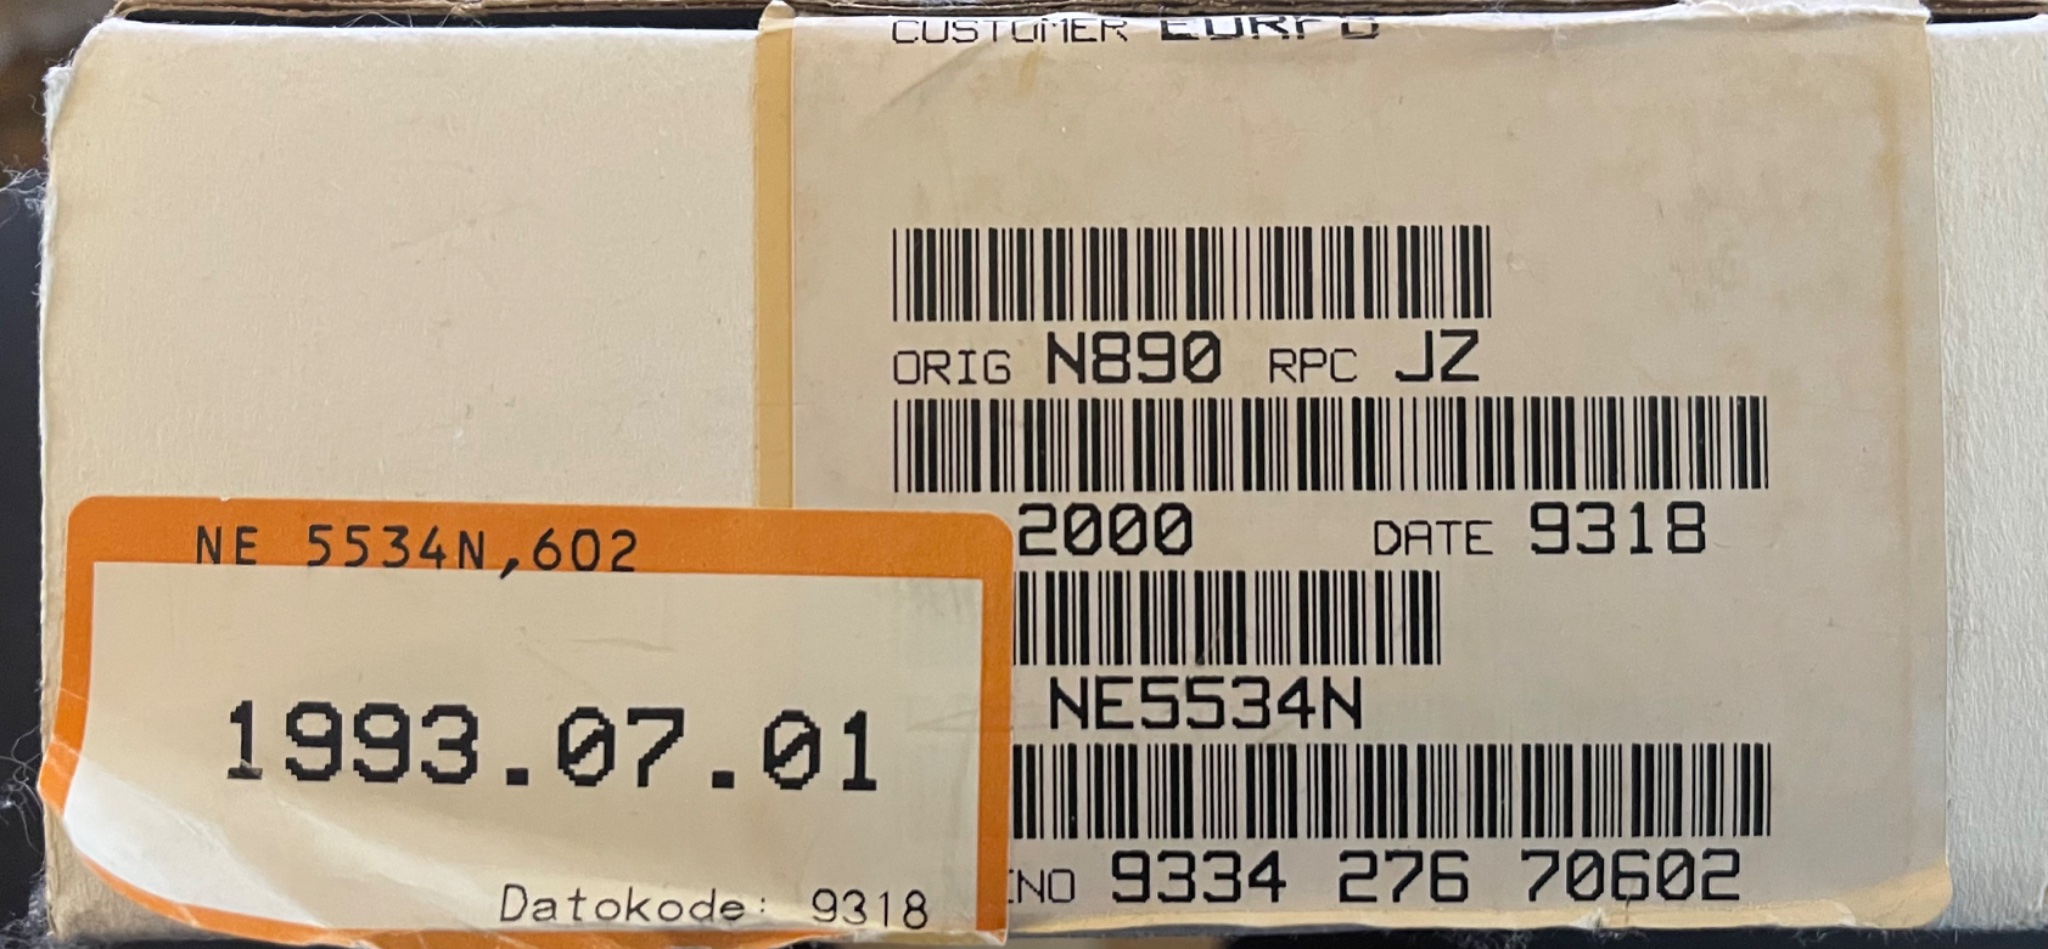 CUSTOMER
ORIG N890 RPC JZ
2000 DATE 9318
NE5534N
9334 276 70602
NE 5534N,602
1993.07.01
Datokode: 9318